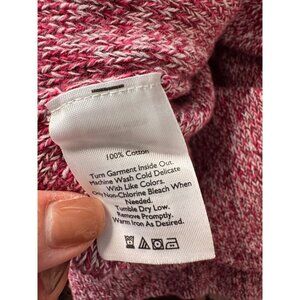 100% Cotton
Turn Garment Inside Out.
Machine Wash Cold Delicate
With Like Colors.
Only Non-Chlorine Bleach When
Needed.
Tumble Dry Low.
Remove Promptly.
Warm Iron As Desired.